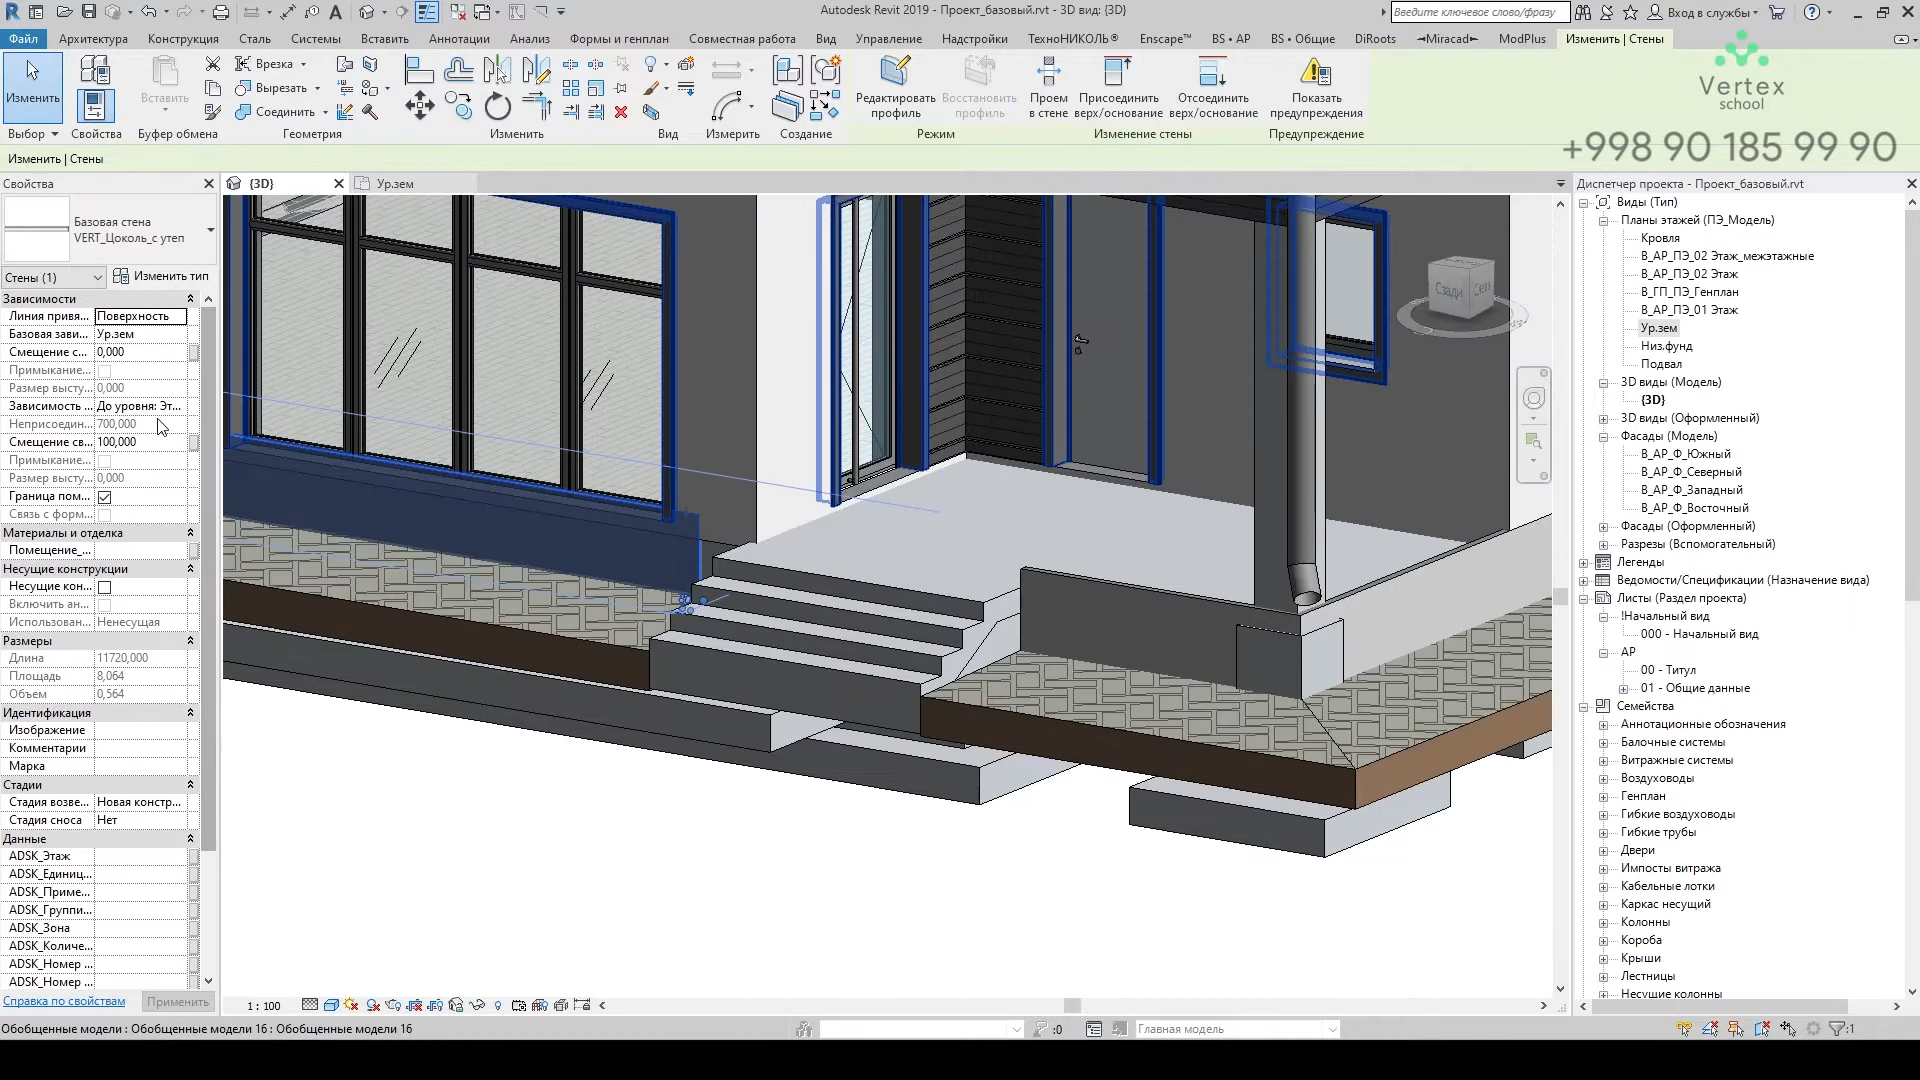 Autodesk Revit 2019 - Проект_базовый.rvt - 3D вид: {3D}
Введите ключевое слово/фразу
Вход в службы
Файл Архитектура Конструкция Сталь Системы Вставить Аннотации Анализ Формы и генплан Совместная работа Вид Управление Надстройки ТехноНИКОЛЬ® Enscape™ BS • АР BS • Общие DiRoots -=Miracad=- ModPlus Изменить | Стены
Изменить
Вставить
Врезка
Вырезать
Соединить
Редактировать профиль
Восстановить профиль
Проем в стене
Присоединить верх/основание
Отсоединить верх/основание
Показать предупреждения
Выбор Свойства Буфер обмена Геометрия Изменить Вид Измерить Создание Режим Изменение стены Предупреждение
Vertex
school
+998 90 185 99 90
Изменить | Стены
Свойства
{3D}
Ур.зем
Базовая стена
VERT_Цоколь_с утеп
Стены (1)
Изменить тип
Зависимости
Линия привя... Поверхность
Базовая зави... Ур.зем
Смещение с... 0,000
Примыкание...
Размер высту... 0,000
Зависимость ... До уровня: Эт...
Неприсоедин... 700,000
Смещение св... 100,000
Примыкание...
Размер высту... 0,000
Граница пом...
Связь с форм...
Материалы и отделка
Помещение_...
Несущие конструкции
Несущие кон...
Включить ан...
Использован... Ненесущая
Размеры
Длина 11720,000
Площадь 8,064
Объем 0,564
Идентификация
Изображение
Комментарии
Марка
Стадии
Стадия возве... Новая констр...
Стадия сноса Нет
Данные
ADSK_Этаж
ADSK_Единиц...
ADSK_Приме...
ADSK_Группи...
ADSK_Зона
ADSK_Количе...
ADSK_Номер ...
ADSK_Номер ...
Справка по свойствам
Применить
Сзади
Сев
Диспетчер проекта - Проект_базовый.rvt
Виды (Тип)
Планы этажей (ПЭ_Модель)
Кровля
В_АР_ПЭ_02 Этаж_межэтажные
В_АР_ПЭ_02 Этаж
В_ГП_ПЭ_Генплан
В_АР_ПЭ_01 Этаж
Ур.зем
Низ.фунд
Подвал
3D виды (Модель)
{3D}
3D виды (Оформленный)
Фасады (Модель)
В_АР_Ф_Южный
В_АР_Ф_Северный
В_АР_Ф_Западный
В_АР_Ф_Восточный
Фасады (Оформленный)
Разрезы (Вспомогательный)
Легенды
Ведомости/Спецификации (Назначение вида)
Листы (Раздел проекта)
!Начальный вид
000 - Начальный вид
АР
00 - Титул
01 - Общие данные
Семейства
Аннотационные обозначения
Балочные системы
Витражные системы
Воздуховоды
Генплан
Гибкие воздуховоды
Гибкие трубы
Двери
Импосты витража
Кабельные лотки
Каркас несущий
Колонны
Короба
Крыши
Лестницы
Несущие колонны
1 : 100
Обобщенные модели : Обобщенные модели 16 : Обобщенные модели 16
:0
Главная модель
:1